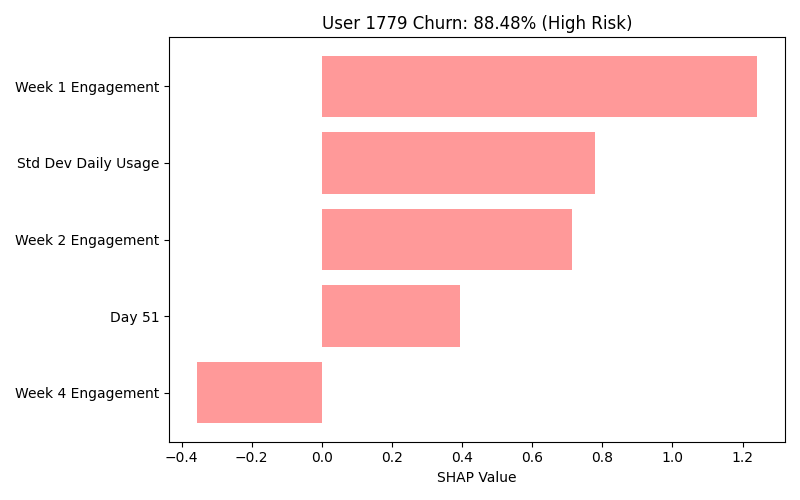 User 1779 Churn: 88.48% (High Risk)
Week 1 Engagement
Std Dev Daily Usage
Week 2 Engagement
Day 51
Week 4 Engagement
−0.4 −0.2 0.0 0.2 0.4 0.6 0.8 1.0 1.2
SHAP Value